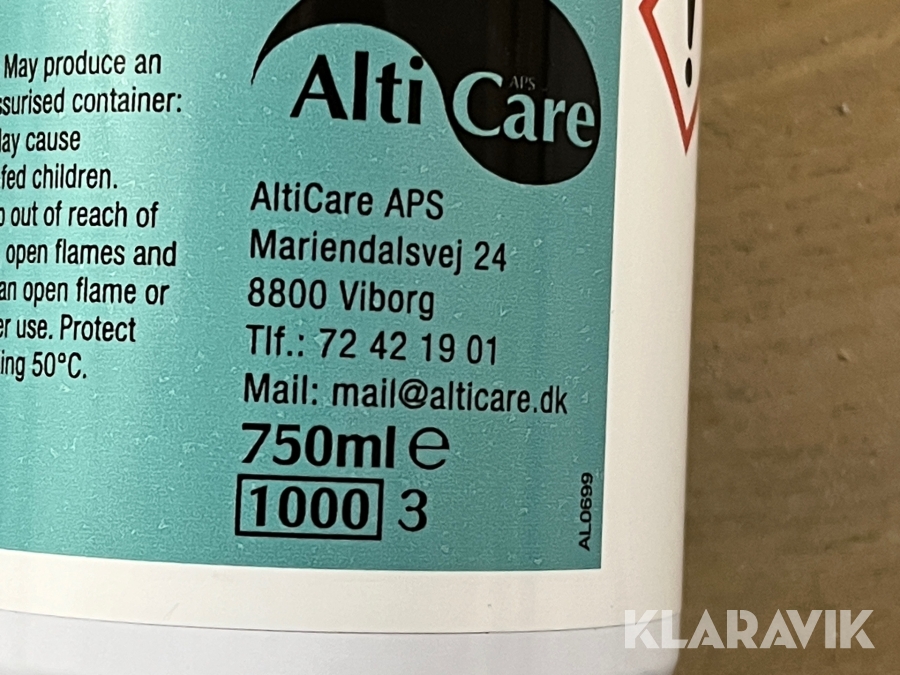 May produce an
ssurised container:
ay cause
fed children.
out of reach of
open flames and
an open flame or
er use. Protect
ing 50°C.
Alti Care
APS
AltiCare APS
Mariendalsvej 24
8800 Viborg
Tlf.: 72 42 19 01
Mail: mail@alticare.dk
750ml ℮
1000 3
AL0699
KLARAVIK